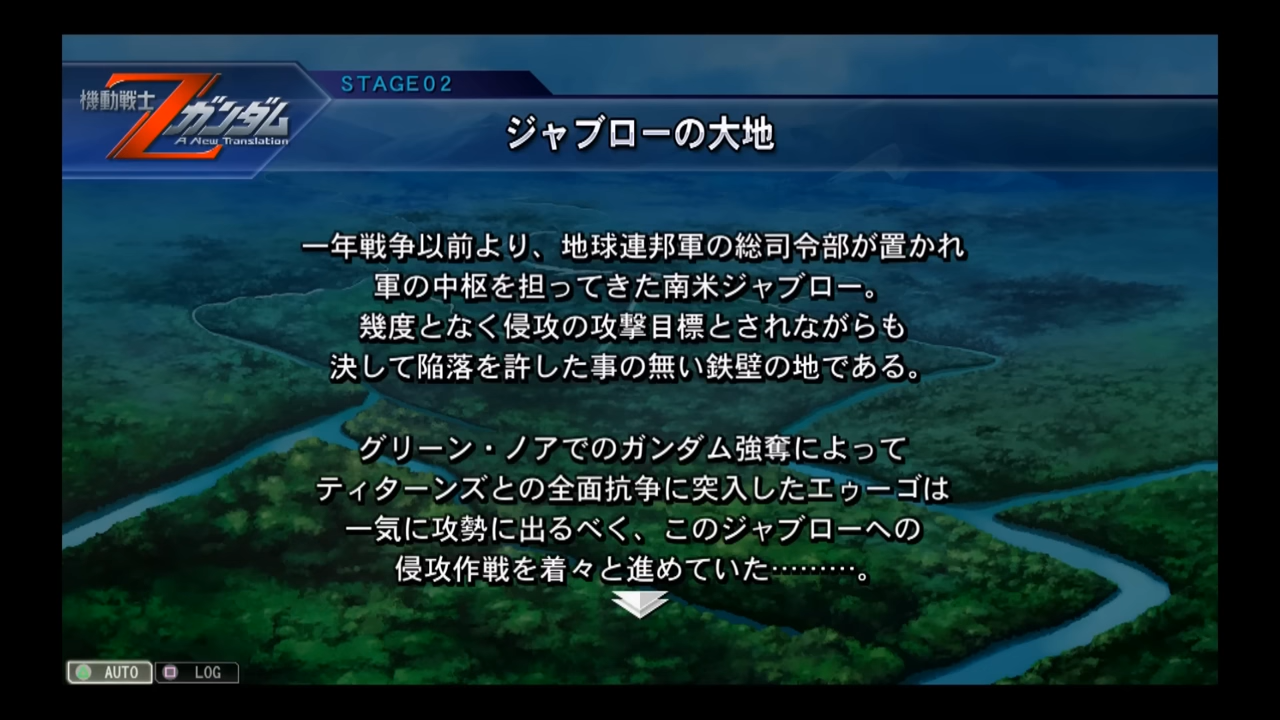 機動戦士Zガンダム
A New Translation
STAGE02
ジャブローの大地
一年戦争以前より、地球連邦軍の総司令部が置かれ
軍の中枢を担ってきた南米ジャブロー。
幾度となく侵攻の攻撃目標とされながらも
決して陥落を許した事の無い鉄壁の地である。
グリーン・ノアでのガンダム強奪によって
ティターンズとの全面抗争に突入したエゥーゴは
一気に攻勢に出るべく、このジャブローへの
侵攻作戦を着々と進めていた………。
AUTO
LOG